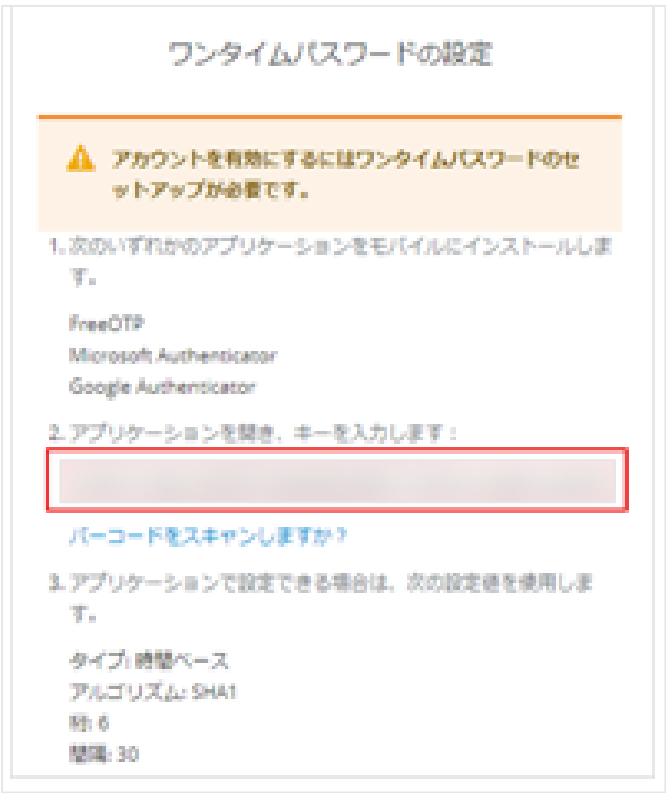 ワンタイムパスワードの設定
アカウントを有効にするにはワンタイムパスワードのセ
ットアップが必要です。
1. 次のいずれかのアプリケーションをモバイルにインストールしま
す。
FreeOTP
Microsoft Authenticator
Google Authenticator
2. アプリケーションを開き、キーを入力します：
バーコードをスキャンしますか？
3. アプリケーションで設定できる場合は、次の設定値を使用しま
す。
タイプ: 時間ベース
アルゴリズム: SHA1
桁: 6
間隔: 30